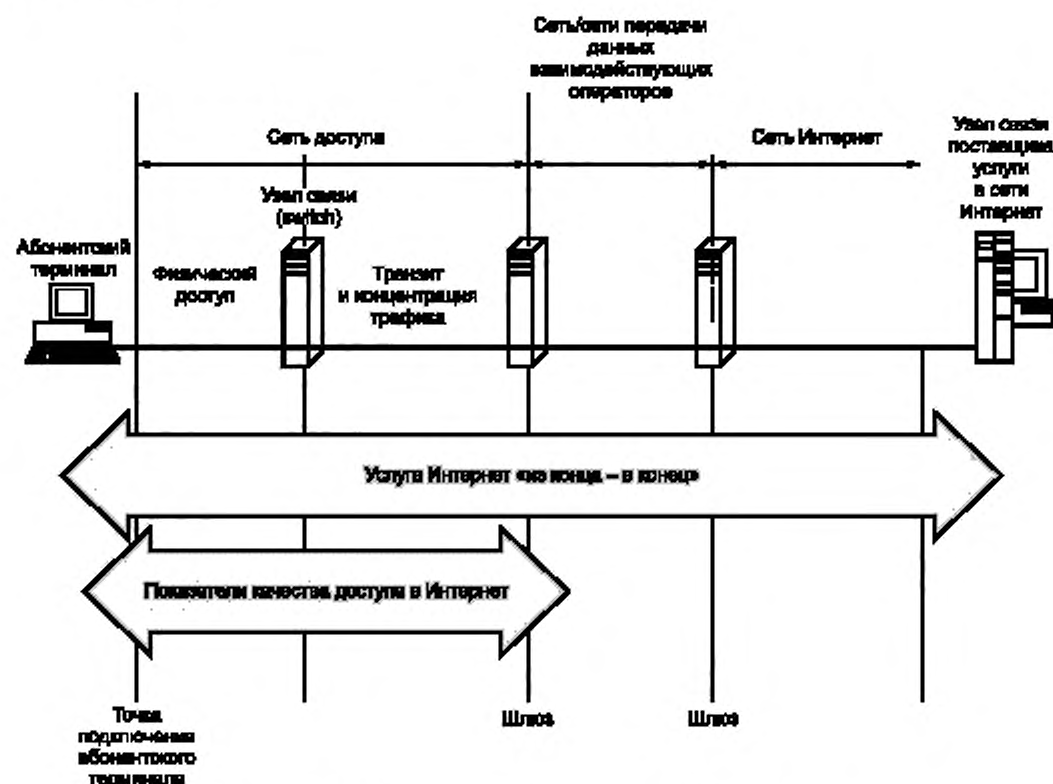 Сеть/сети передачи
данных
взаимодействующих
операторов
Сеть доступа
Сеть Интернет
Узел связи
поставщика
услуги
в сети
Интернет
Узел связи
(switch)
Абонентский
терминал
Физический
доступ
Транзит
и концентрация
трафика
Услуга Интернет «из конца – в конец»
Показатели качества доступа в Интернет
Точка
подключения
абонентского
терминала
Шлюз
Шлюз